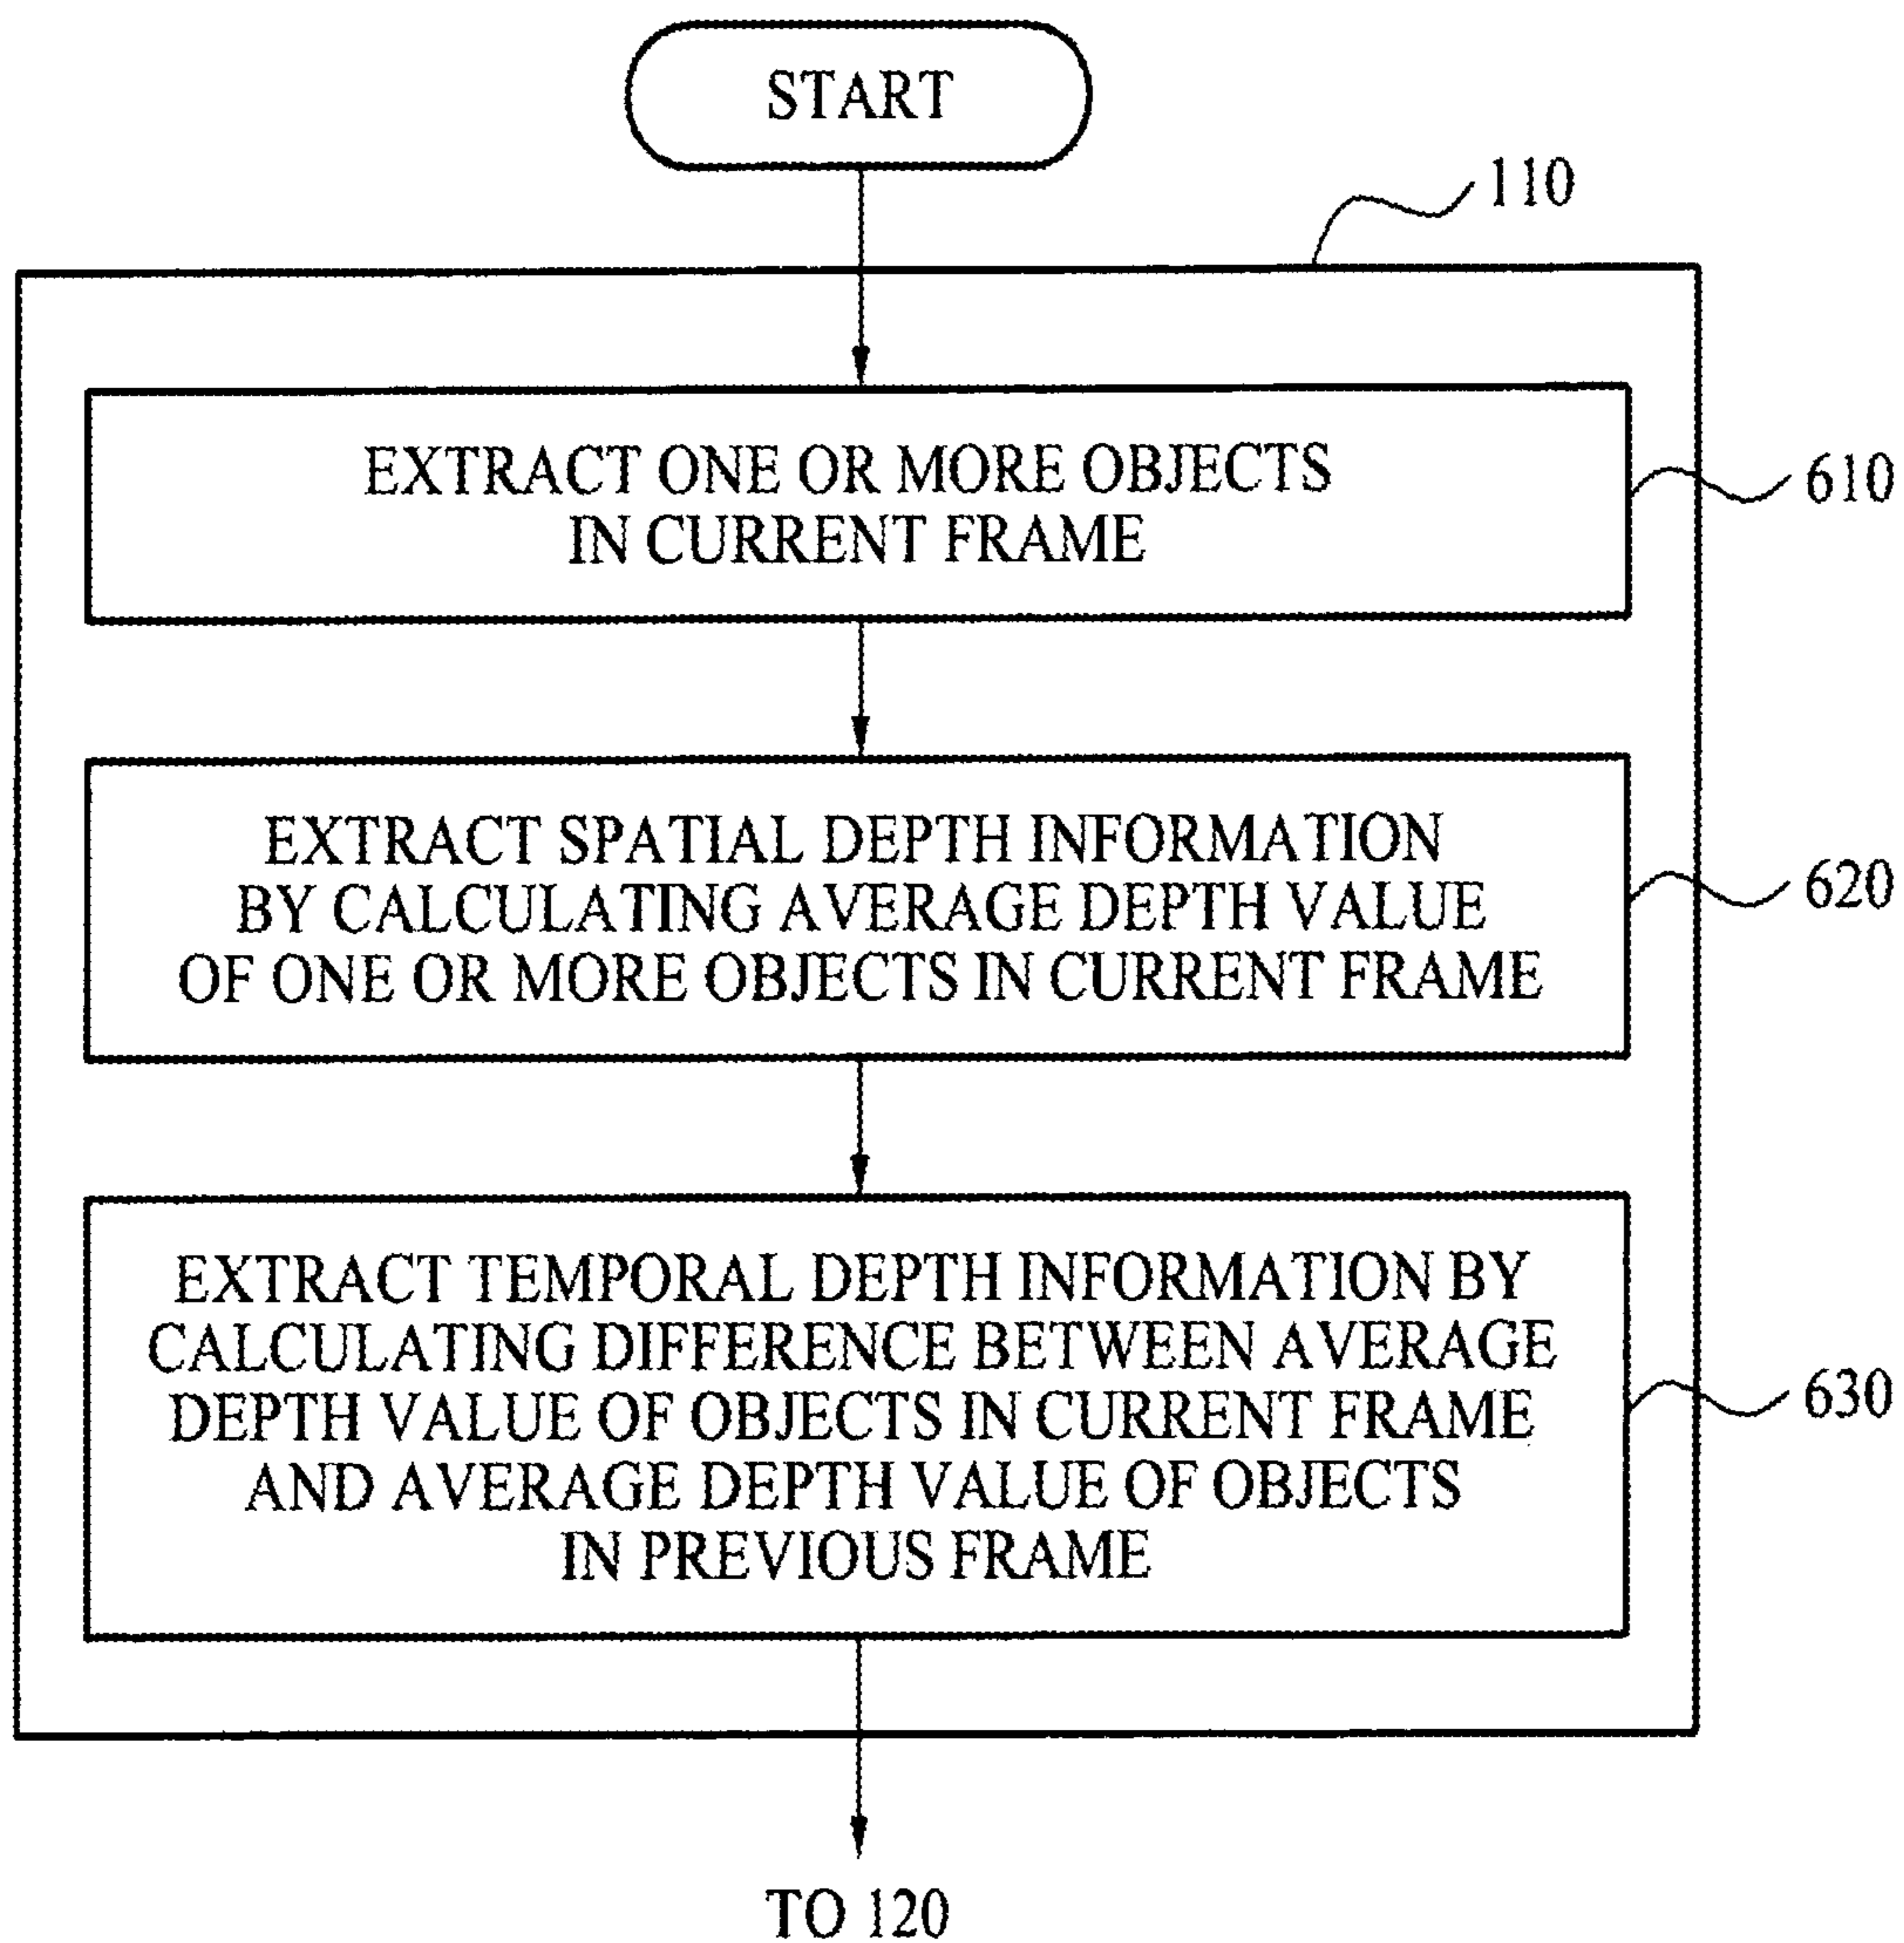 START
110
EXTRACT ONE OR MORE OBJECTS
IN CURRENT FRAME
610
EXTRACT SPATIAL DEPTH INFORMATION
BY CALCULATING AVERAGE DEPTH VALUE
OF ONE OR MORE OBJECTS IN CURRENT FRAME
620
EXTRACT TEMPORAL DEPTH INFORMATION BY
CALCULATING DIFFERENCE BETWEEN AVERAGE
DEPTH VALUE OF OBJECTS IN CURRENT FRAME
AND AVERAGE DEPTH VALUE OF OBJECTS
IN PREVIOUS FRAME
630
TO 120